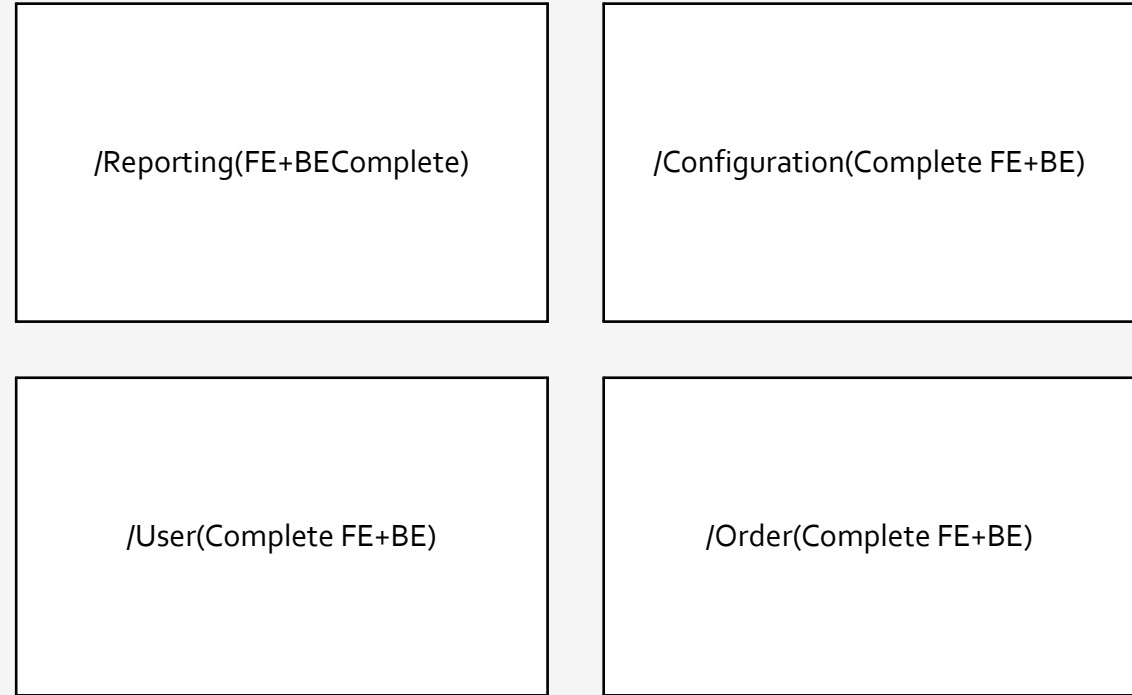 /Reporting(FE+BEComplete)
/Configuration(Complete FE+BE)
/User(Complete FE+BE)
/Order(Complete FE+BE)